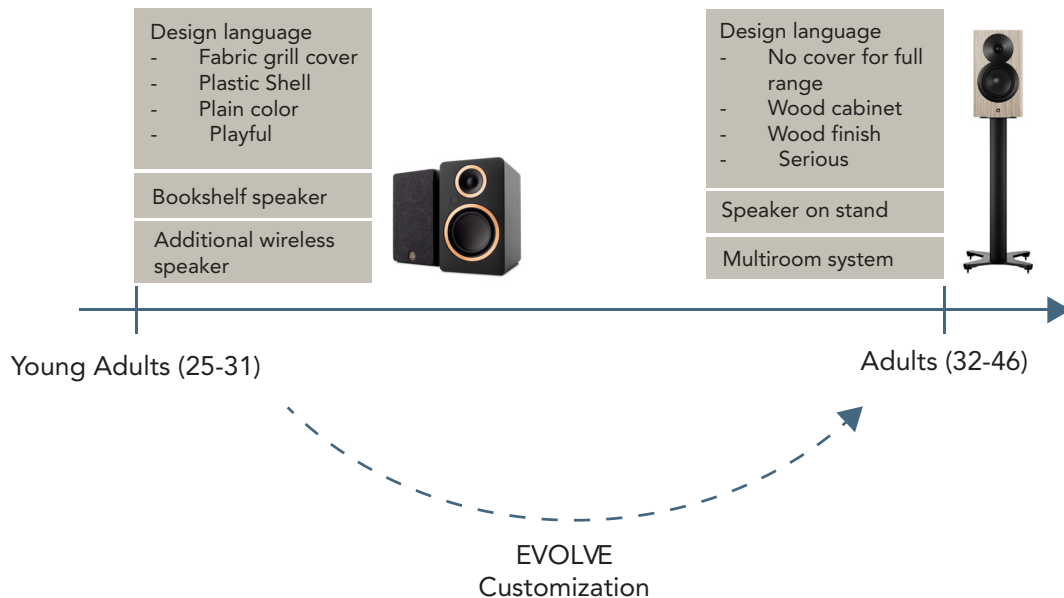 Design language
- Fabric grill cover
- Plastic Shell
- Plain color
- Playful
Bookshelf speaker
Additional wireless
speaker
Design language
- No cover for full
range
- Wood cabinet
- Wood finish
- Serious
Speaker on stand
Multiroom system
Young Adults (25-31)
Adults (32-46)
EVOLVE
Customization